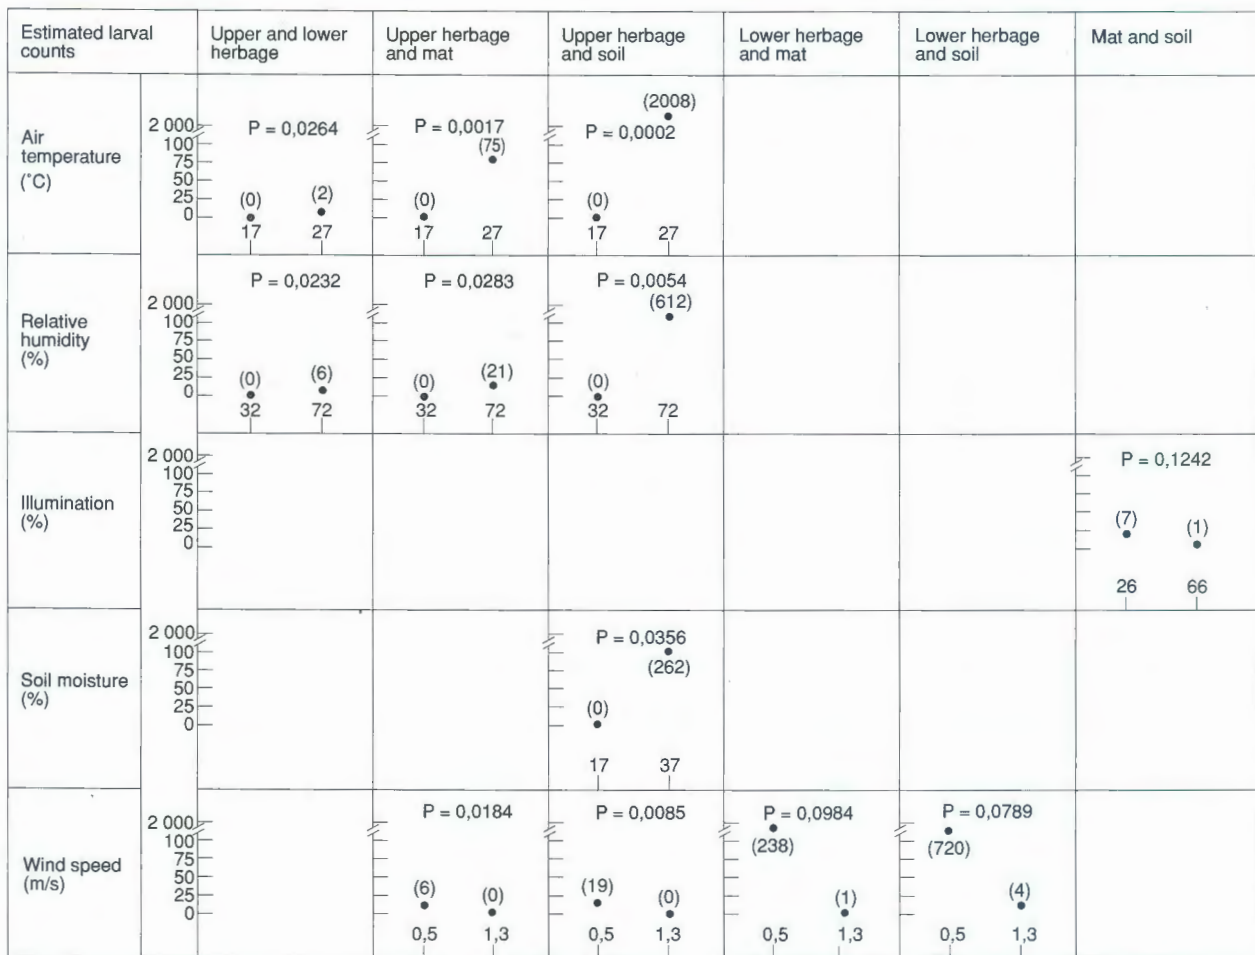 Estimated larval
counts
Upper and lower
herbage
Upper herbage
and mat
Upper herbage
and soil
Lower herbage
and mat
Lower herbage
and soil
Mat and soil
Air
temperature
(°C)
2 000
100
75
50
25
0
P = 0,0264
(0) (2)
17 27
P = 0,0017
(75)
(0)
17 27
(2008)
P = 0,0002
(0)
17 27
Relative
humidity
(%)
2 000
100
75
50
25
0
P = 0,0232
(0) (6)
32 72
P = 0,0283
(0) (21)
32 72
P = 0,0054
(612)
(0)
32 72
Illumination
(%)
2 000
100
75
50
25
0
P = 0,1242
(7) (1)
26 66
Soil moisture
(%)
2 000
100
75
50
25
0
P = 0,0356
(262)
(0)
17 37
Wind speed
(m/s)
2 000
100
75
50
25
0
P = 0,0184
(6) (0)
0,5 1,3
P = 0,0085
(19) (0)
0,5 1,3
P = 0,0984
(238)
(1)
0,5 1,3
P = 0,0789
(720)
(4)
0,5 1,3